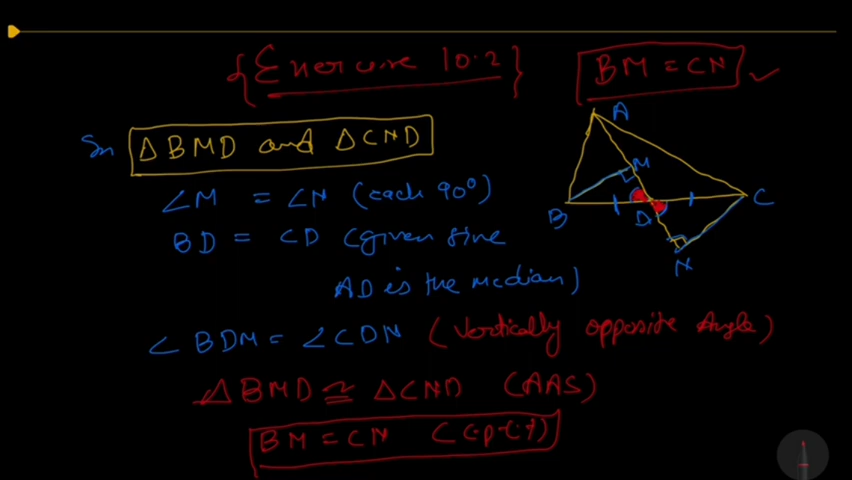 {Exercise 10.2}
BM = CN ✓
In ΔBMD and ΔCND
∠M = ∠N (each 90°)
BD = CD (given sine
AD is the median)
∠BDM = ∠CDN (Vertically opposite Angle)
ΔBMD ≅ ΔCND (AAS)
BM = CN (c.p.c.t)
A
M
B
D
C
N